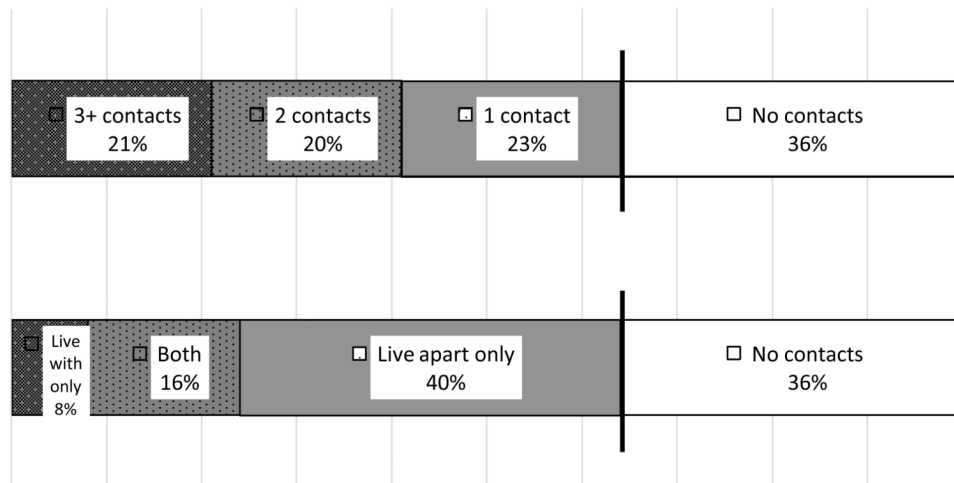 3+ contacts
21%
2 contacts
20%
1 contact
23%
No contacts
36%
Live
with
only
8%
Both
16%
Live apart only
40%
No contacts
36%